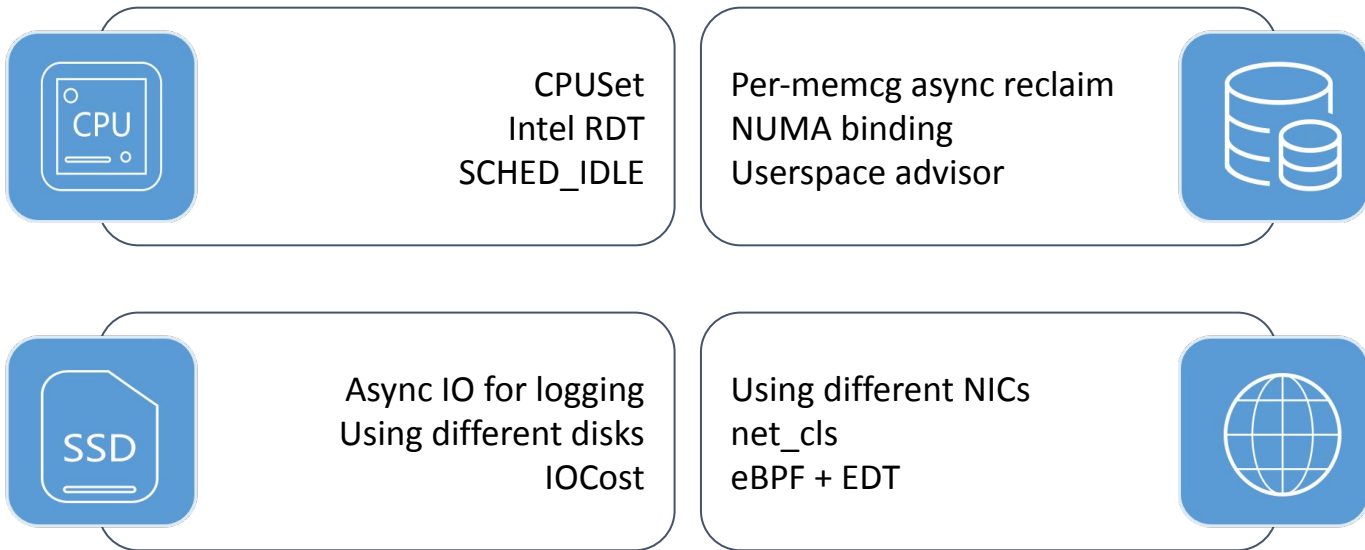 CPU
CPUSet
Intel RDT
SCHED_IDLE
Per-memcg async reclaim
NUMA binding
Userspace advisor
SSD
Async IO for logging
Using different disks
IOCost
Using different NICs
net_cls
eBPF + EDT